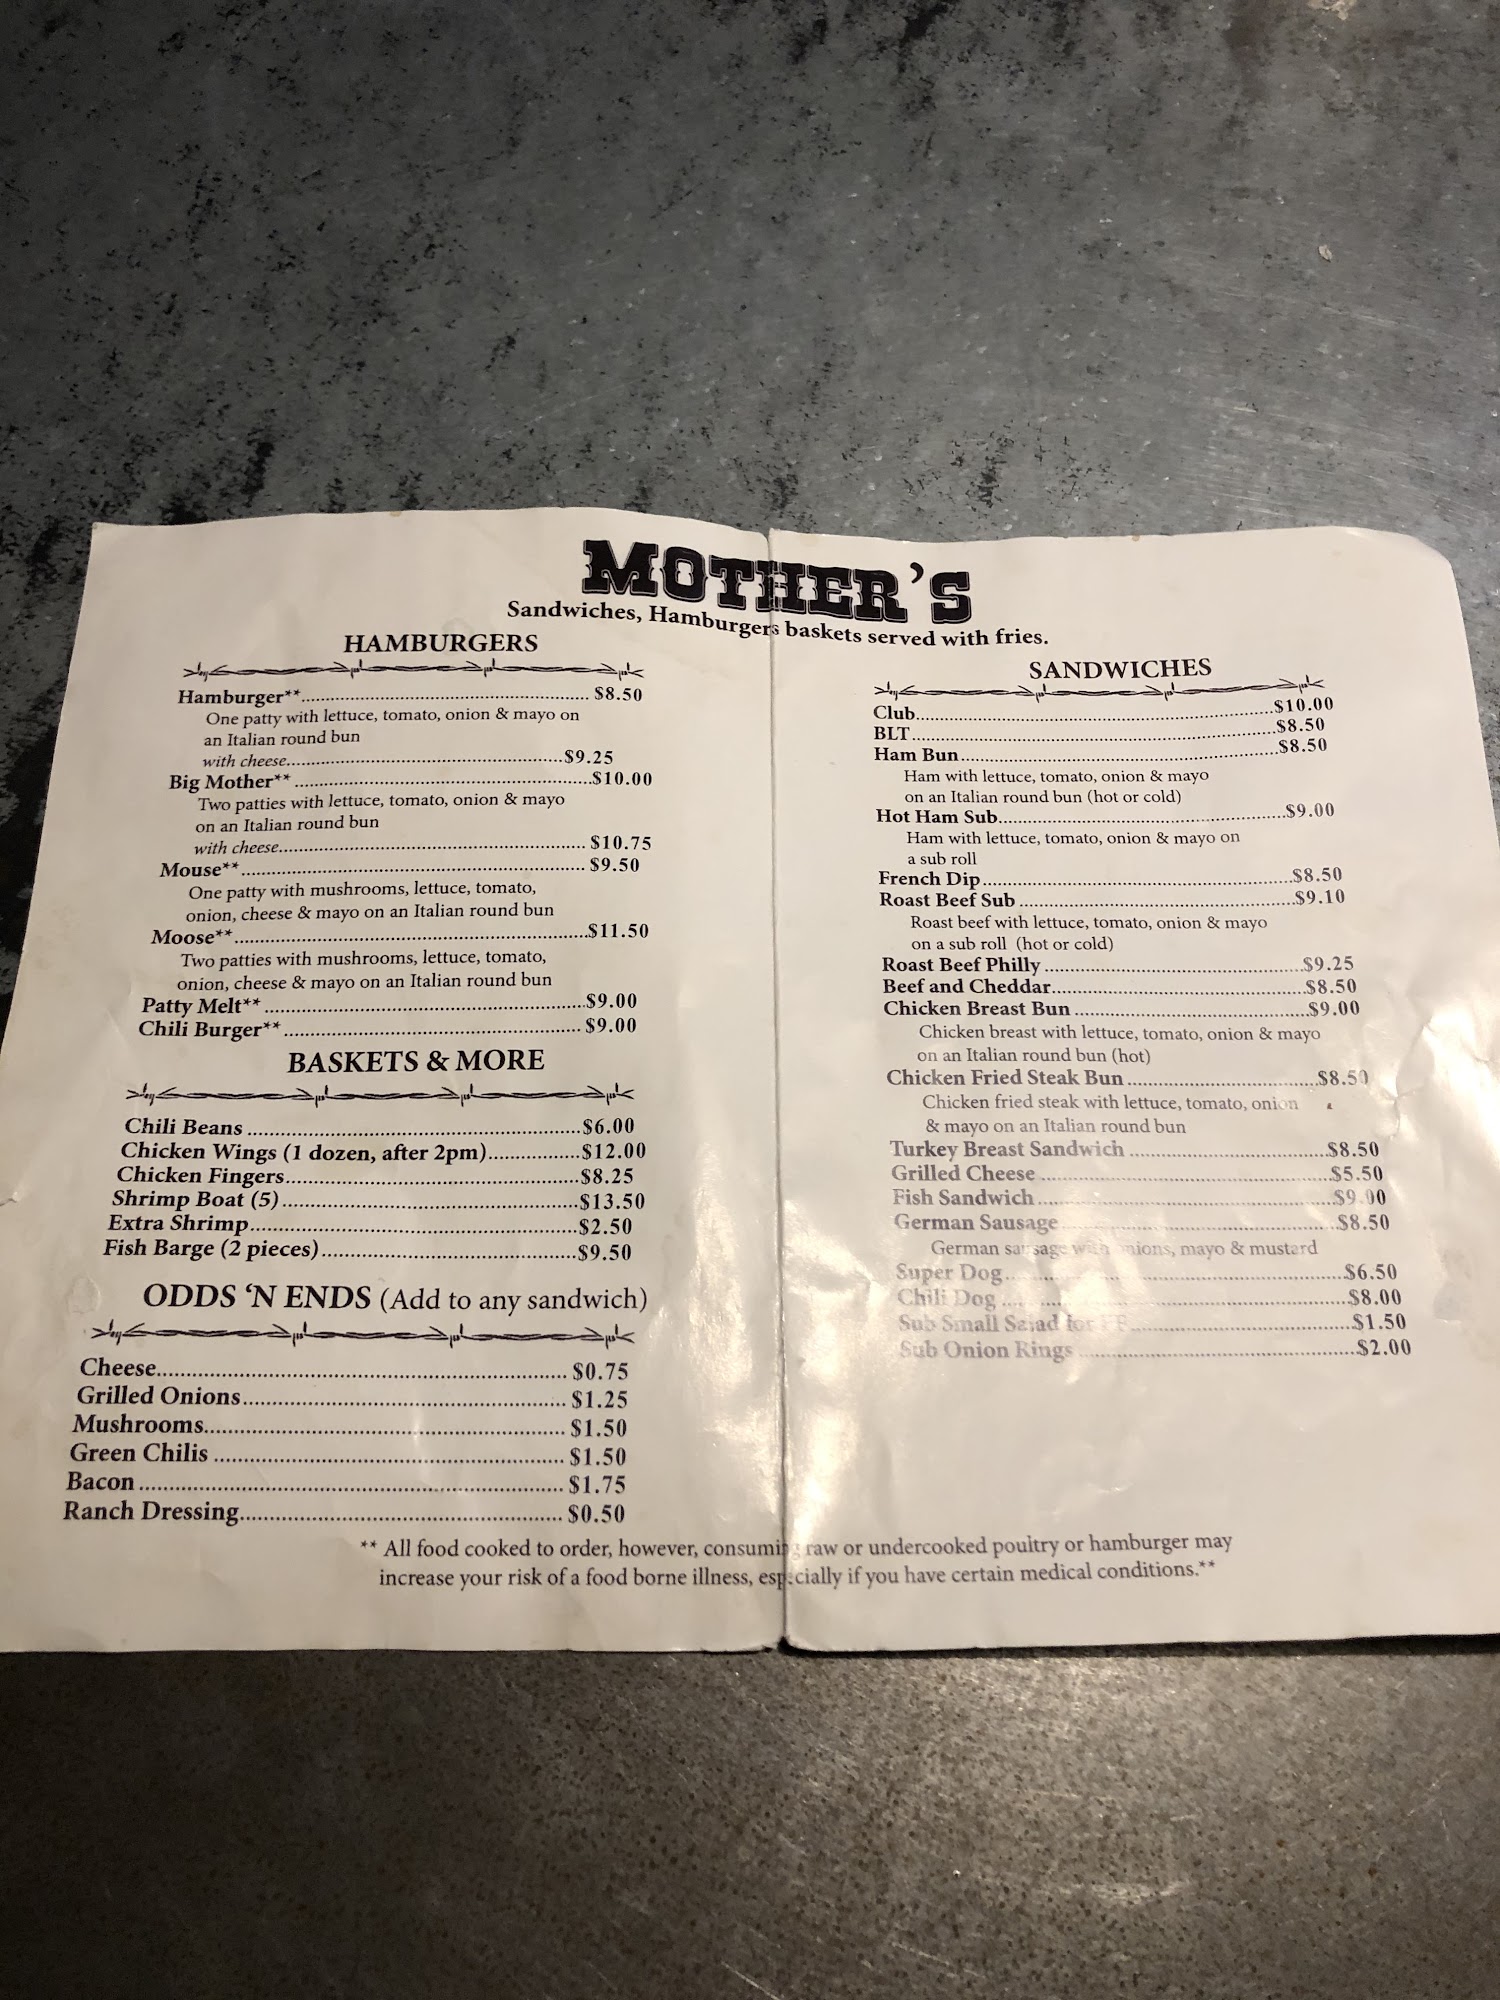 MOTHER'S
Sandwiches, Hamburgers baskets served with fries.
HAMBURGERS
Hamburger**.......... $8.50
One patty with lettuce, tomato, onion & mayo on
an Italian round bun
with cheese..........$9.25
Big Mother** ..........$10.00
Two patties with lettuce, tomato, onion & mayo
on an Italian round bun
with cheese.......... $10.75
Mouse**.......... $9.50
One patty with mushrooms, lettuce, tomato,
onion, cheese & mayo on an Italian round bun
Moose**..........$11.50
Two patties with mushrooms, lettuce, tomato,
onion, cheese & mayo on an Italian round bun
Patty Melt** ..........$9.00
Chili Burger** .......... $9.00
BASKETS & MORE
Chili Beans ..........$6.00
Chicken Wings (1 dozen, after 2pm)..........$12.00
Chicken Fingers..........$8.25
Shrimp Boat (5) ..........$13.50
Extra Shrimp..........$2.50
Fish Barge (2 pieces)..........$9.50
ODDS 'N ENDS (Add to any sandwich)
Cheese.......... $0.75
Grilled Onions.......... $1.25
Mushrooms.......... $1.50
Green Chilis .......... $1.50
Bacon .......... $1.75
Ranch Dressing.......... $0.50
SANDWICHES
Club..........$10.00
BLT..........$8.50
Ham Bun..........$8.50
Ham with lettuce, tomato, onion & mayo
on an Italian round bun (hot or cold)
Hot Ham Sub..........$9.00
Ham with lettuce, tomato, onion & mayo on
a sub roll
French Dip..........$8.50
Roast Beef Sub ..........$9.10
Roast beef with lettuce, tomato, onion & mayo
on a sub roll (hot or cold)
Roast Beef Philly ..........$9.25
Beef and Cheddar..........$8.50
Chicken Breast Bun ..........$9.00
Chicken breast with lettuce, tomato, onion & mayo
on an Italian round bun (hot)
Chicken Fried Steak Bun ..........$8.50
Chicken fried steak with lettuce, tomato, onion
& mayo on an Italian round bun
Turkey Breast Sandwich ..........$8.50
Grilled Cheese ..........$5.50
Fish Sandwich ..........$9.00
German Sausage ..........$8.50
German sausage with onions, mayo & mustard
Super Dog ..........$6.50
Chili Dog ..........$8.00
Sub Small Salad for ..........$1.50
Sub Onion Rings ..........$2.00
** All food cooked to order, however, consuming raw or undercooked poultry or hamburger may
increase your risk of a food borne illness, especially if you have certain medical conditions.**